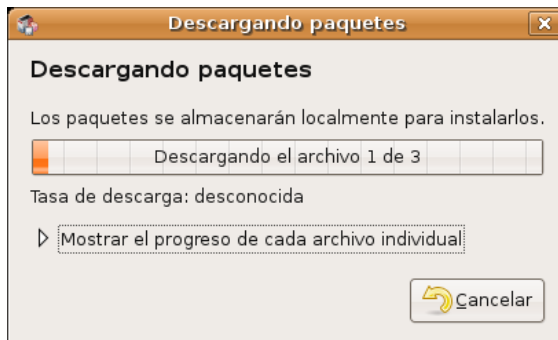 Descargando paquetes
Descargando paquetes
Los paquetes se almacenarán localmente para instalarlos.
Descargando el archivo 1 de 3
Tasa de descarga: desconocida
Mostrar el progreso de cada archivo individual
Cancelar